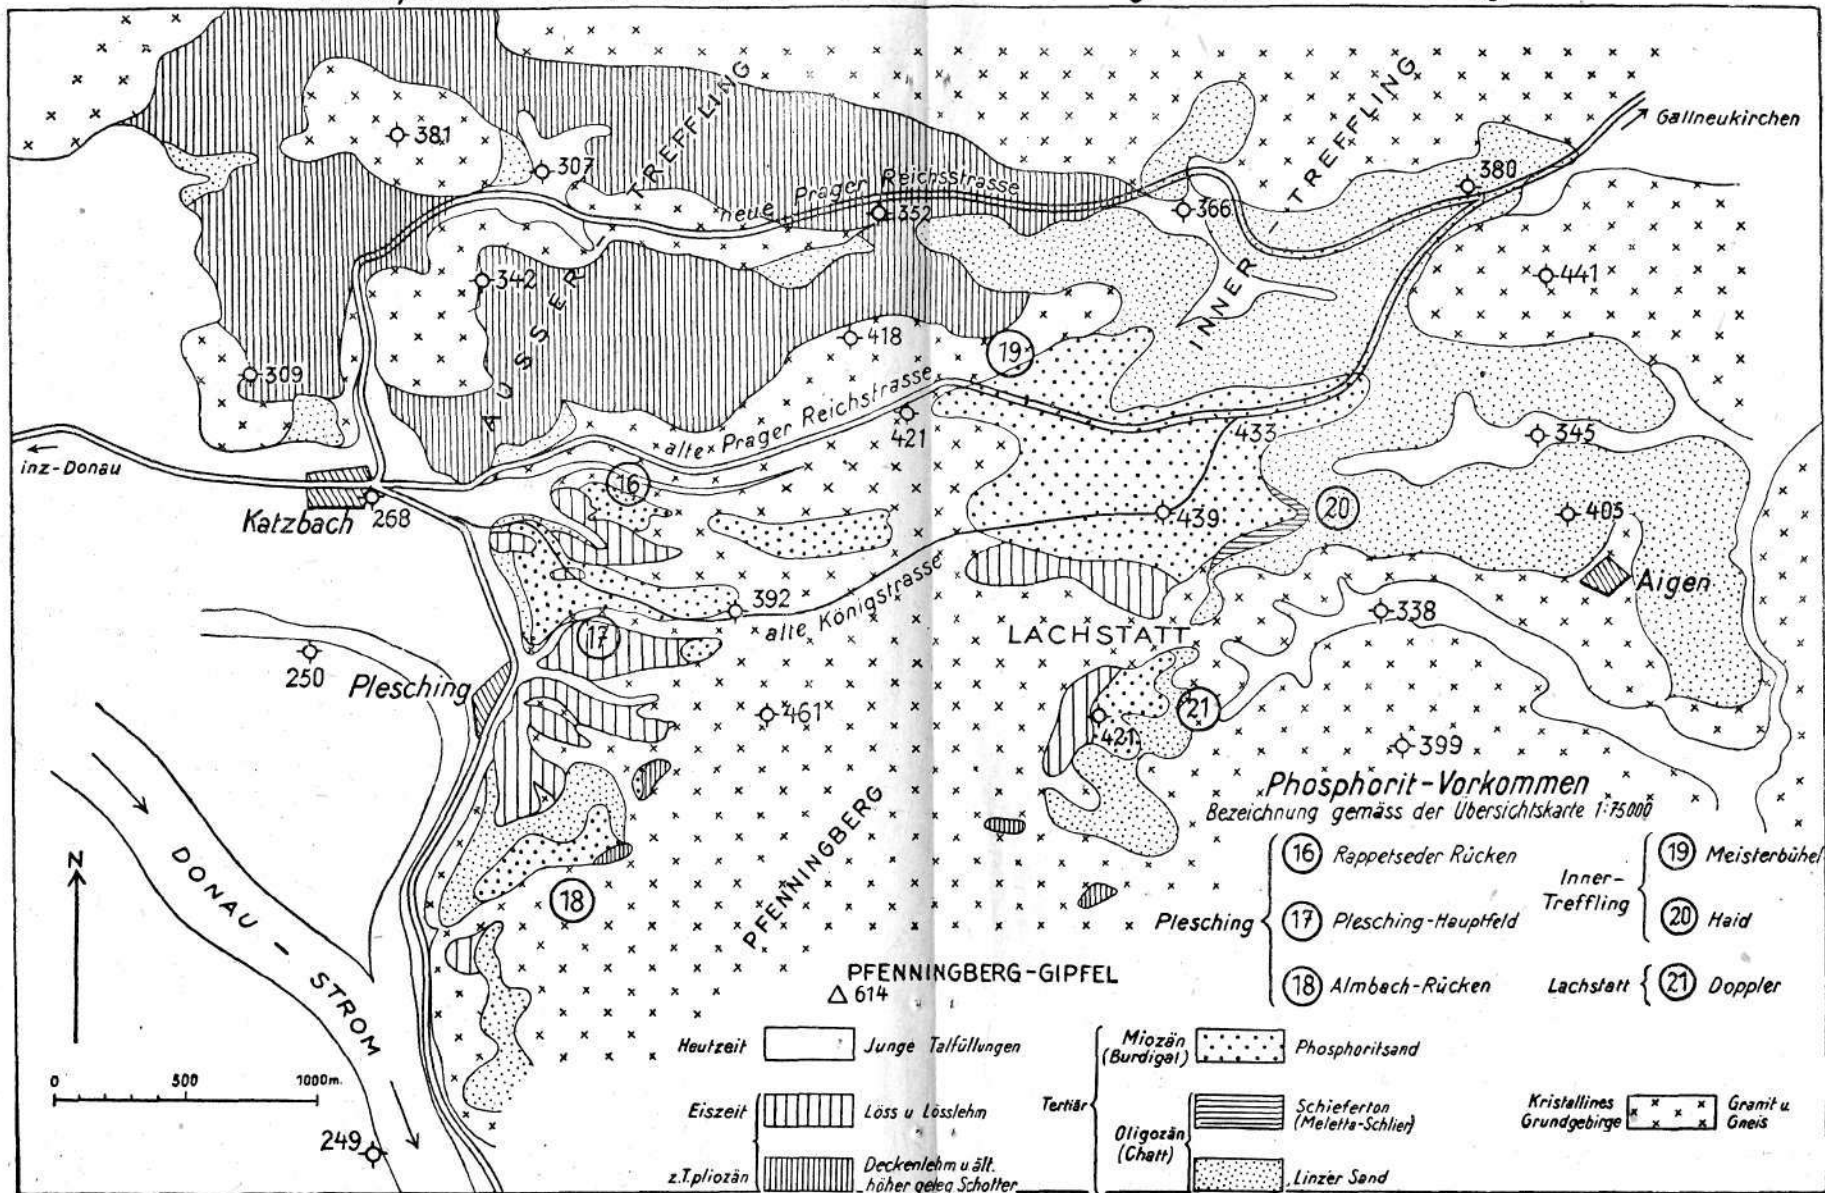 Gallneukirchen
381
307
TREFFLING
neue Prager Reichsstrasse
352
366
INNER - TREFFLING
380
441
342
AUSSER -
418
19
309
alte Prager Reichstrasse
421
433
345
inz-Donau
16
Katzbach
268
439
20
405
Aigen
392
alte Königstrasse
17
338
LACHSTATT
250
Plesching
461
421
21
399
Phosphorit-Vorkommen
Bezeichnung gemäss der Übersichtskarte 1:75000
PFENNINGBERG
18
Plesching
16 Rappetseder Rücken
17 Plesching-Hauptfeld
18 Almbach-Rücken
Inner-
Treffling
19 Meisterbühel
20 Haid
Lachstatt
21 Doppler
N
DONAU - STROM
PFENNINGBERG-GIPFEL
614
0 500 1000m.
249
Heutzeit Junge Talfüllungen
Eiszeit Löss u Lösslehm
z.T.pliozän Deckenlehm u. ält.
höher geleg Schotter
Tertiär
Miozän
(Burdigal)
Phosphoritsand
Oligozän
(Chatt)
Schieferton
(Meletta-Schlier)
Linzer Sand
Kristallines
Grundgebirge
Granit u
Gneis